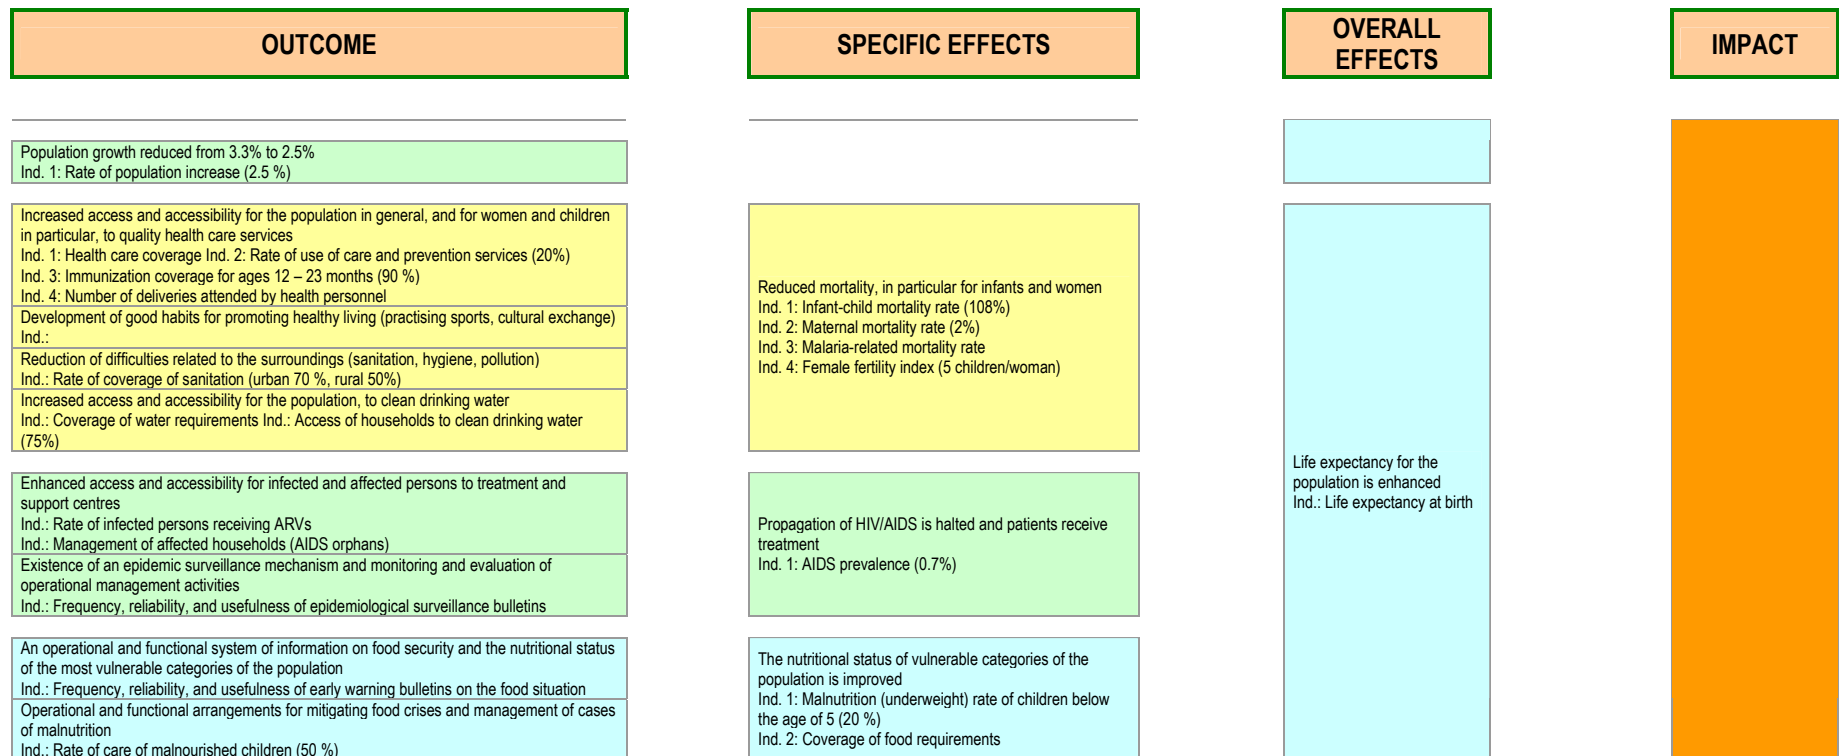 OUTCOME
SPECIFIC EFFECTS
OVERALL
EFFECTS
IMPACT
Population growth reduced from 3.3% to 2.5%
Ind. 1: Rate of population increase (2.5 %)
Increased access and accessibility for the population in general, and for women and children
in particular, to quality health care services
Ind. 1: Health care coverage Ind. 2: Rate of use of care and prevention services (20%)
Ind. 3: Immunization coverage for ages 12 – 23 months (90 %)
Ind. 4: Number of deliveries attended by health personnel
Development of good habits for promoting healthy living (practising sports, cultural exchange)
Ind.:
Reduction of difficulties related to the surroundings (sanitation, hygiene, pollution)
Ind.: Rate of coverage of sanitation (urban 70 %, rural 50%)
Increased access and accessibility for the population, to clean drinking water
Ind.: Coverage of water requirements Ind.: Access of households to clean drinking water
(75%)
Reduced mortality, in particular for infants and women
Ind. 1: Infant-child mortality rate (108%)
Ind. 2: Maternal mortality rate (2%)
Ind. 3: Malaria-related mortality rate
Ind. 4: Female fertility index (5 children/woman)
Enhanced access and accessibility for infected and affected persons to treatment and
support centres
Ind.: Rate of infected persons receiving ARVs
Ind.: Management of affected households (AIDS orphans)
Existence of an epidemic surveillance mechanism and monitoring and evaluation of
operational management activities
Ind.: Frequency, reliability, and usefulness of epidemiological surveillance bulletins
Propagation of HIV/AIDS is halted and patients receive
treatment
Ind. 1: AIDS prevalence (0.7%)
An operational and functional system of information on food security and the nutritional status
of the most vulnerable categories of the population
Ind.: Frequency, reliability, and usefulness of early warning bulletins on the food situation
Operational and functional arrangements for mitigating food crises and management of cases
of malnutrition
Ind.: Rate of care of malnourished children (50 %)
The nutritional status of vulnerable categories of the
population is improved
Ind. 1: Malnutrition (underweight) rate of children below
the age of 5 (20 %)
Ind. 2: Coverage of food requirements
Life expectancy for the
population is enhanced
Ind.: Life expectancy at birth